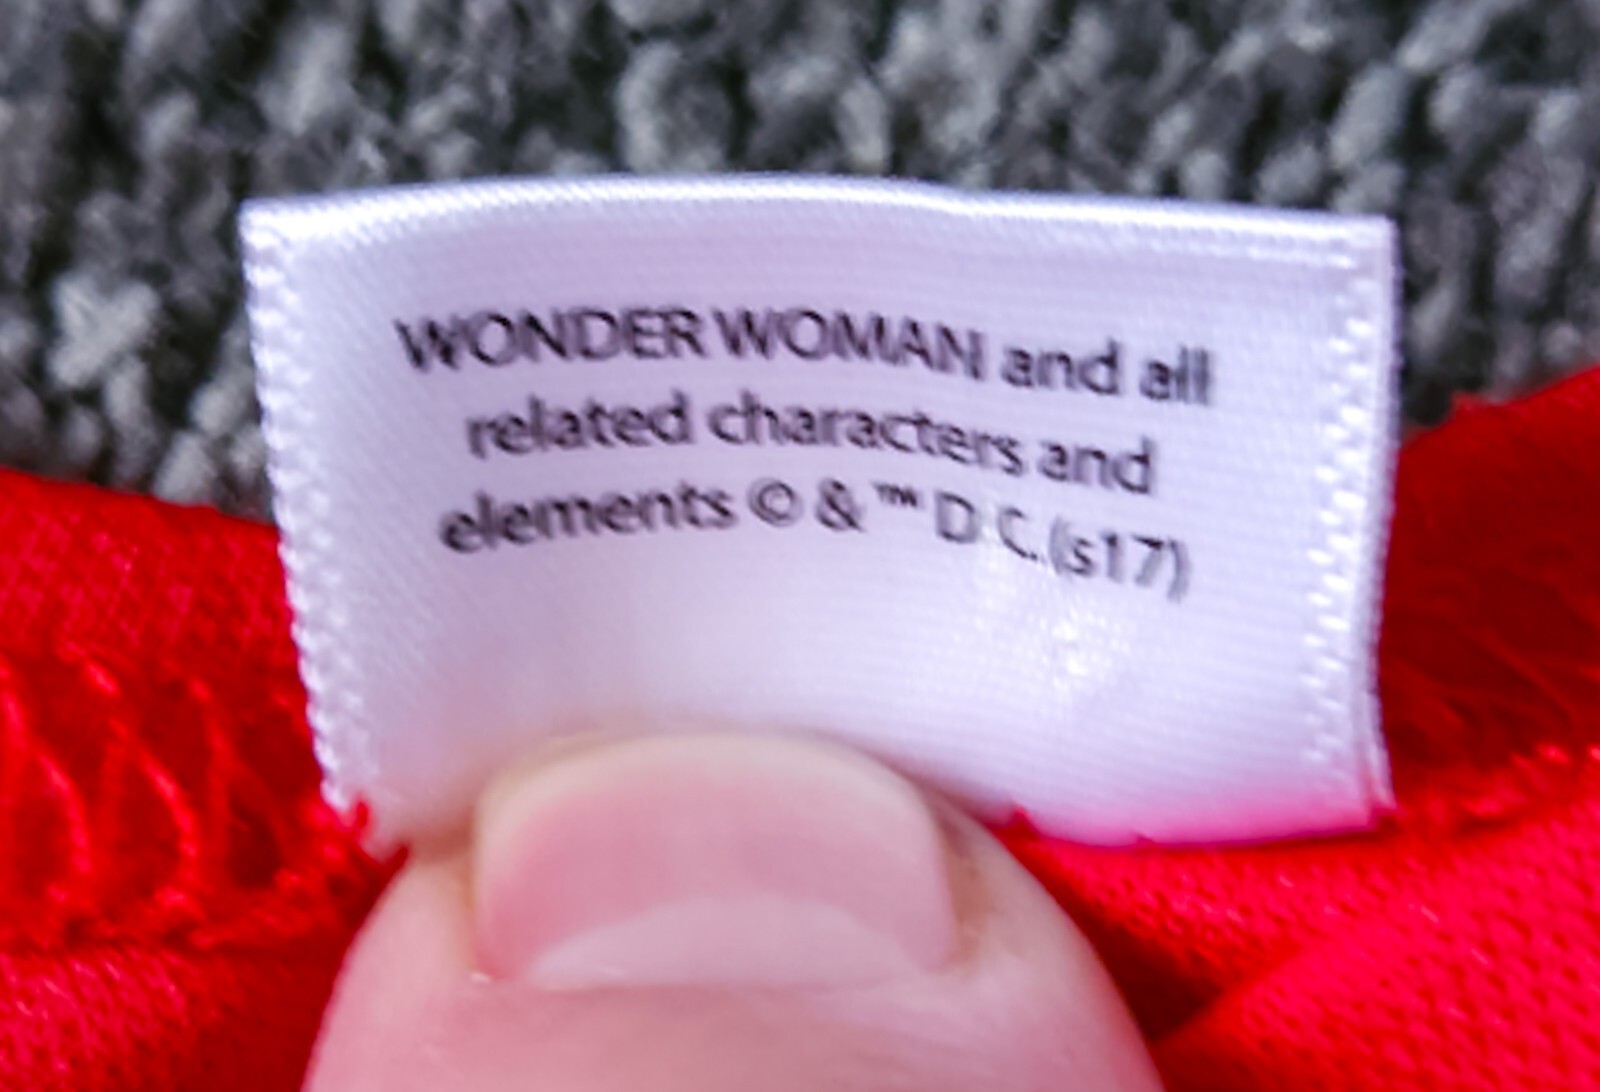 WONDER WOMAN and all
related characters and
elements © & ™ D C. (s17)